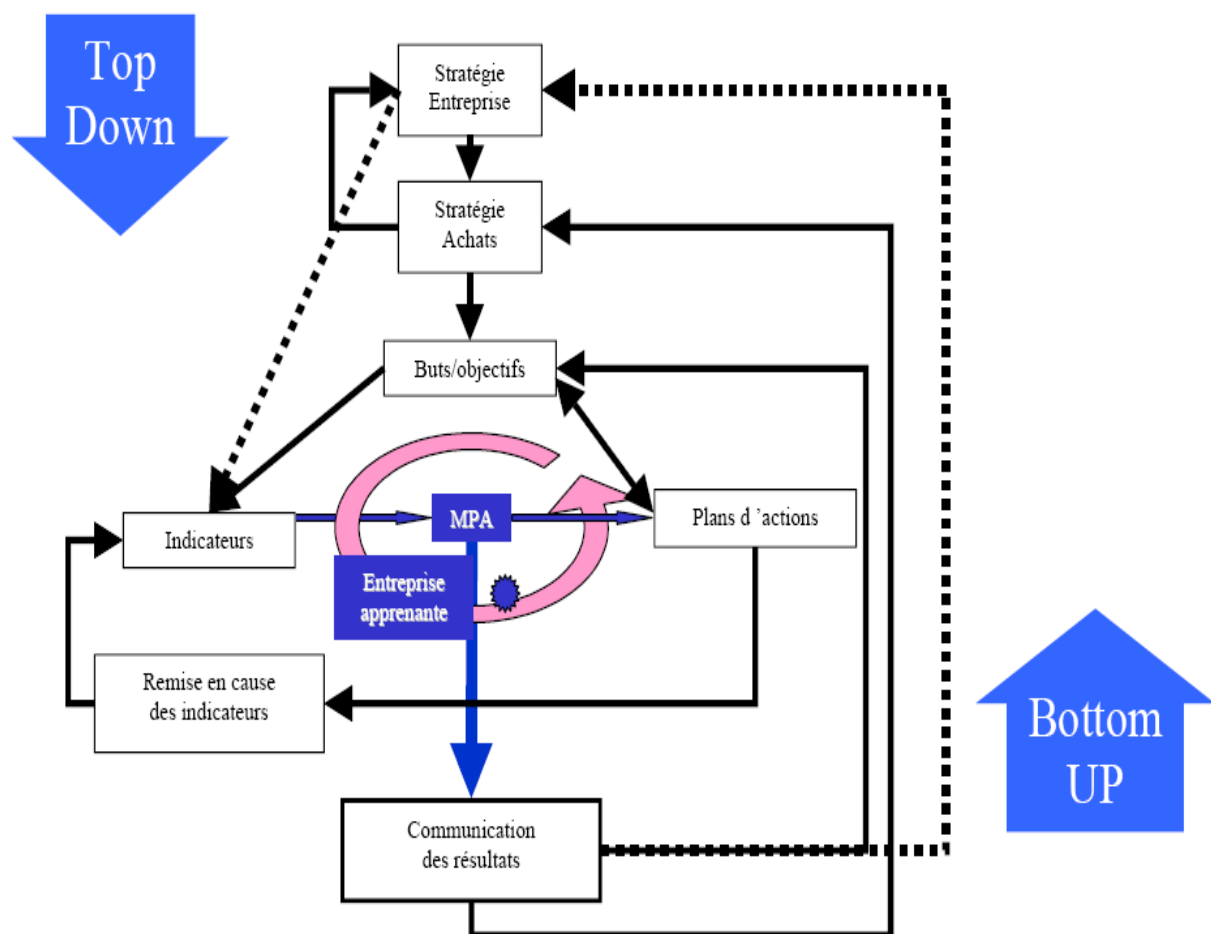 Top
Down
Stratégie
Entreprise
Stratégie
Achats
Buts/objectifs
Indicateurs
MPA
Plans d ’actions
Entreprise
apprenante
Remise en cause
des indicateurs
Bottom
UP
Communication
des résultats